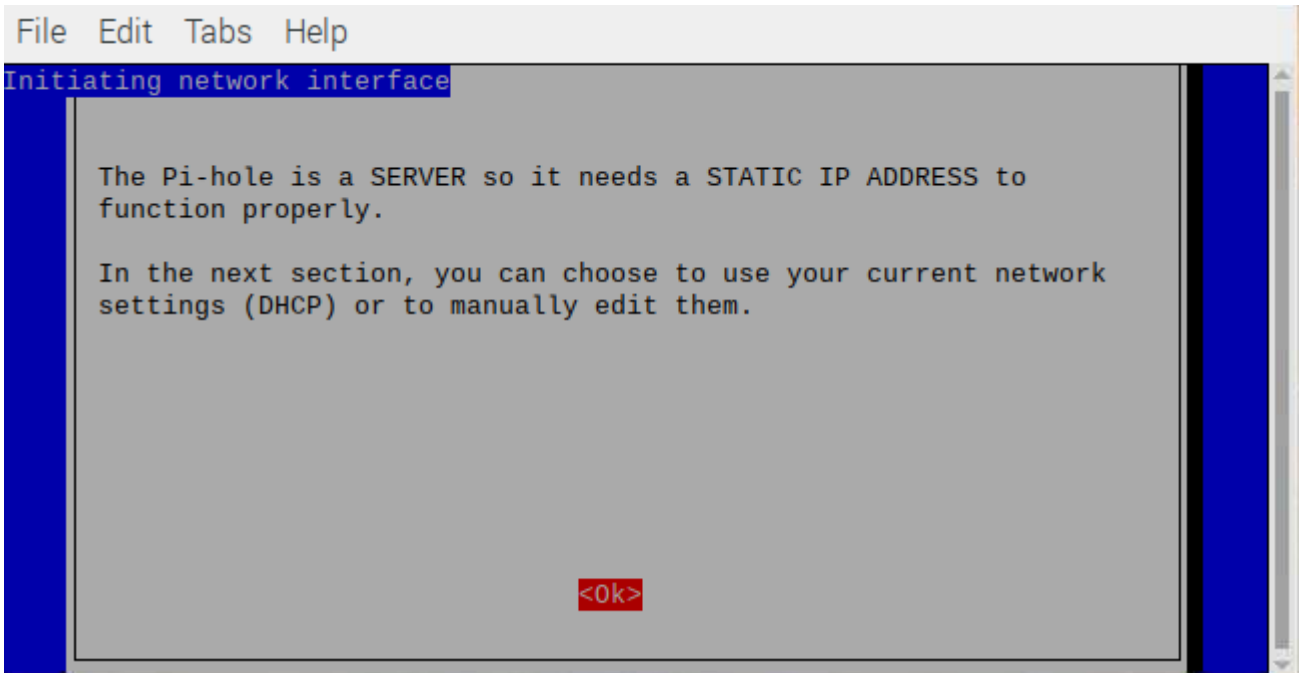 File Edit Tabs Help
Initiating network interface
The Pi-hole is a SERVER so it needs a STATIC IP ADDRESS to
function properly.
In the next section, you can choose to use your current network
settings (DHCP) or to manually edit them.
<Ok>